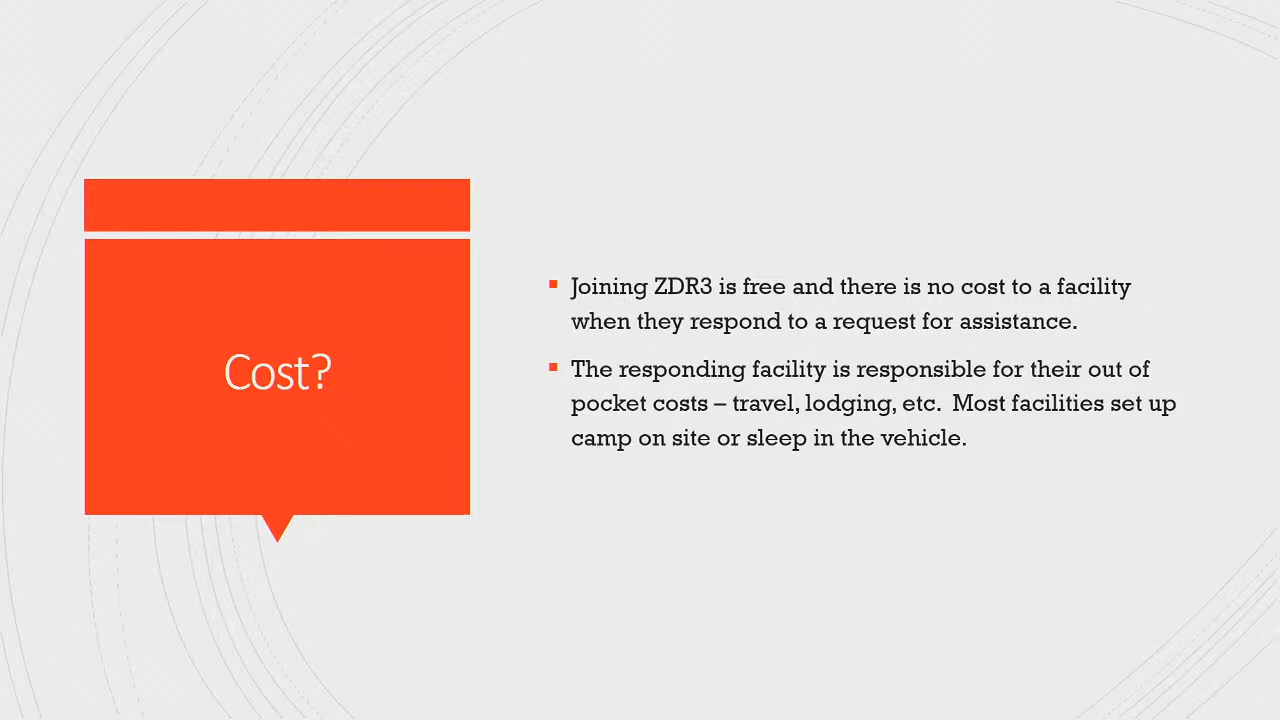 Cost?
Joining ZDR3 is free and there is no cost to a facility
when they respond to a request for assistance.
The responding facility is responsible for their out of
pocket costs – travel, lodging, etc.  Most facilities set up
camp on site or sleep in the vehicle.